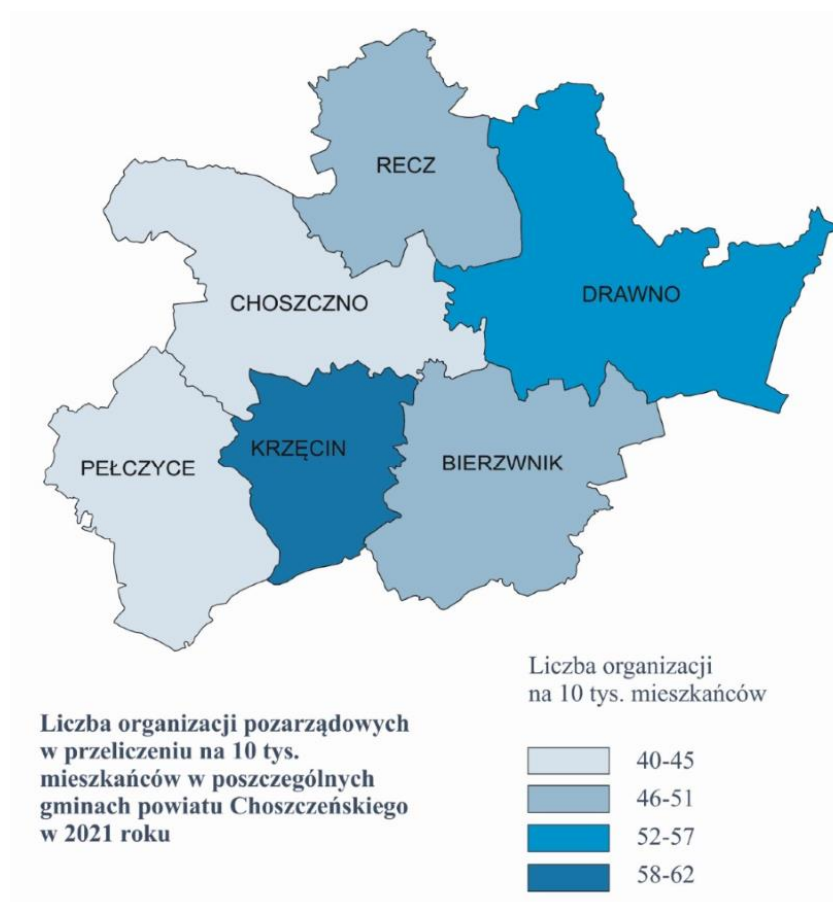 RECZ
DRAWNO
CHOSZCZNO
KRZĘCIN
BIERZWNIK
PEŁCZYCE
Liczba organizacji
na 10 tys. mieszkańców
40-45
46-51
52-57
58-62
Liczba organizacji pozarządowych
w przeliczeniu na 10 tys.
mieszkańców w poszczególnych
gminach powiatu Choszczeńskiego
w 2021 roku